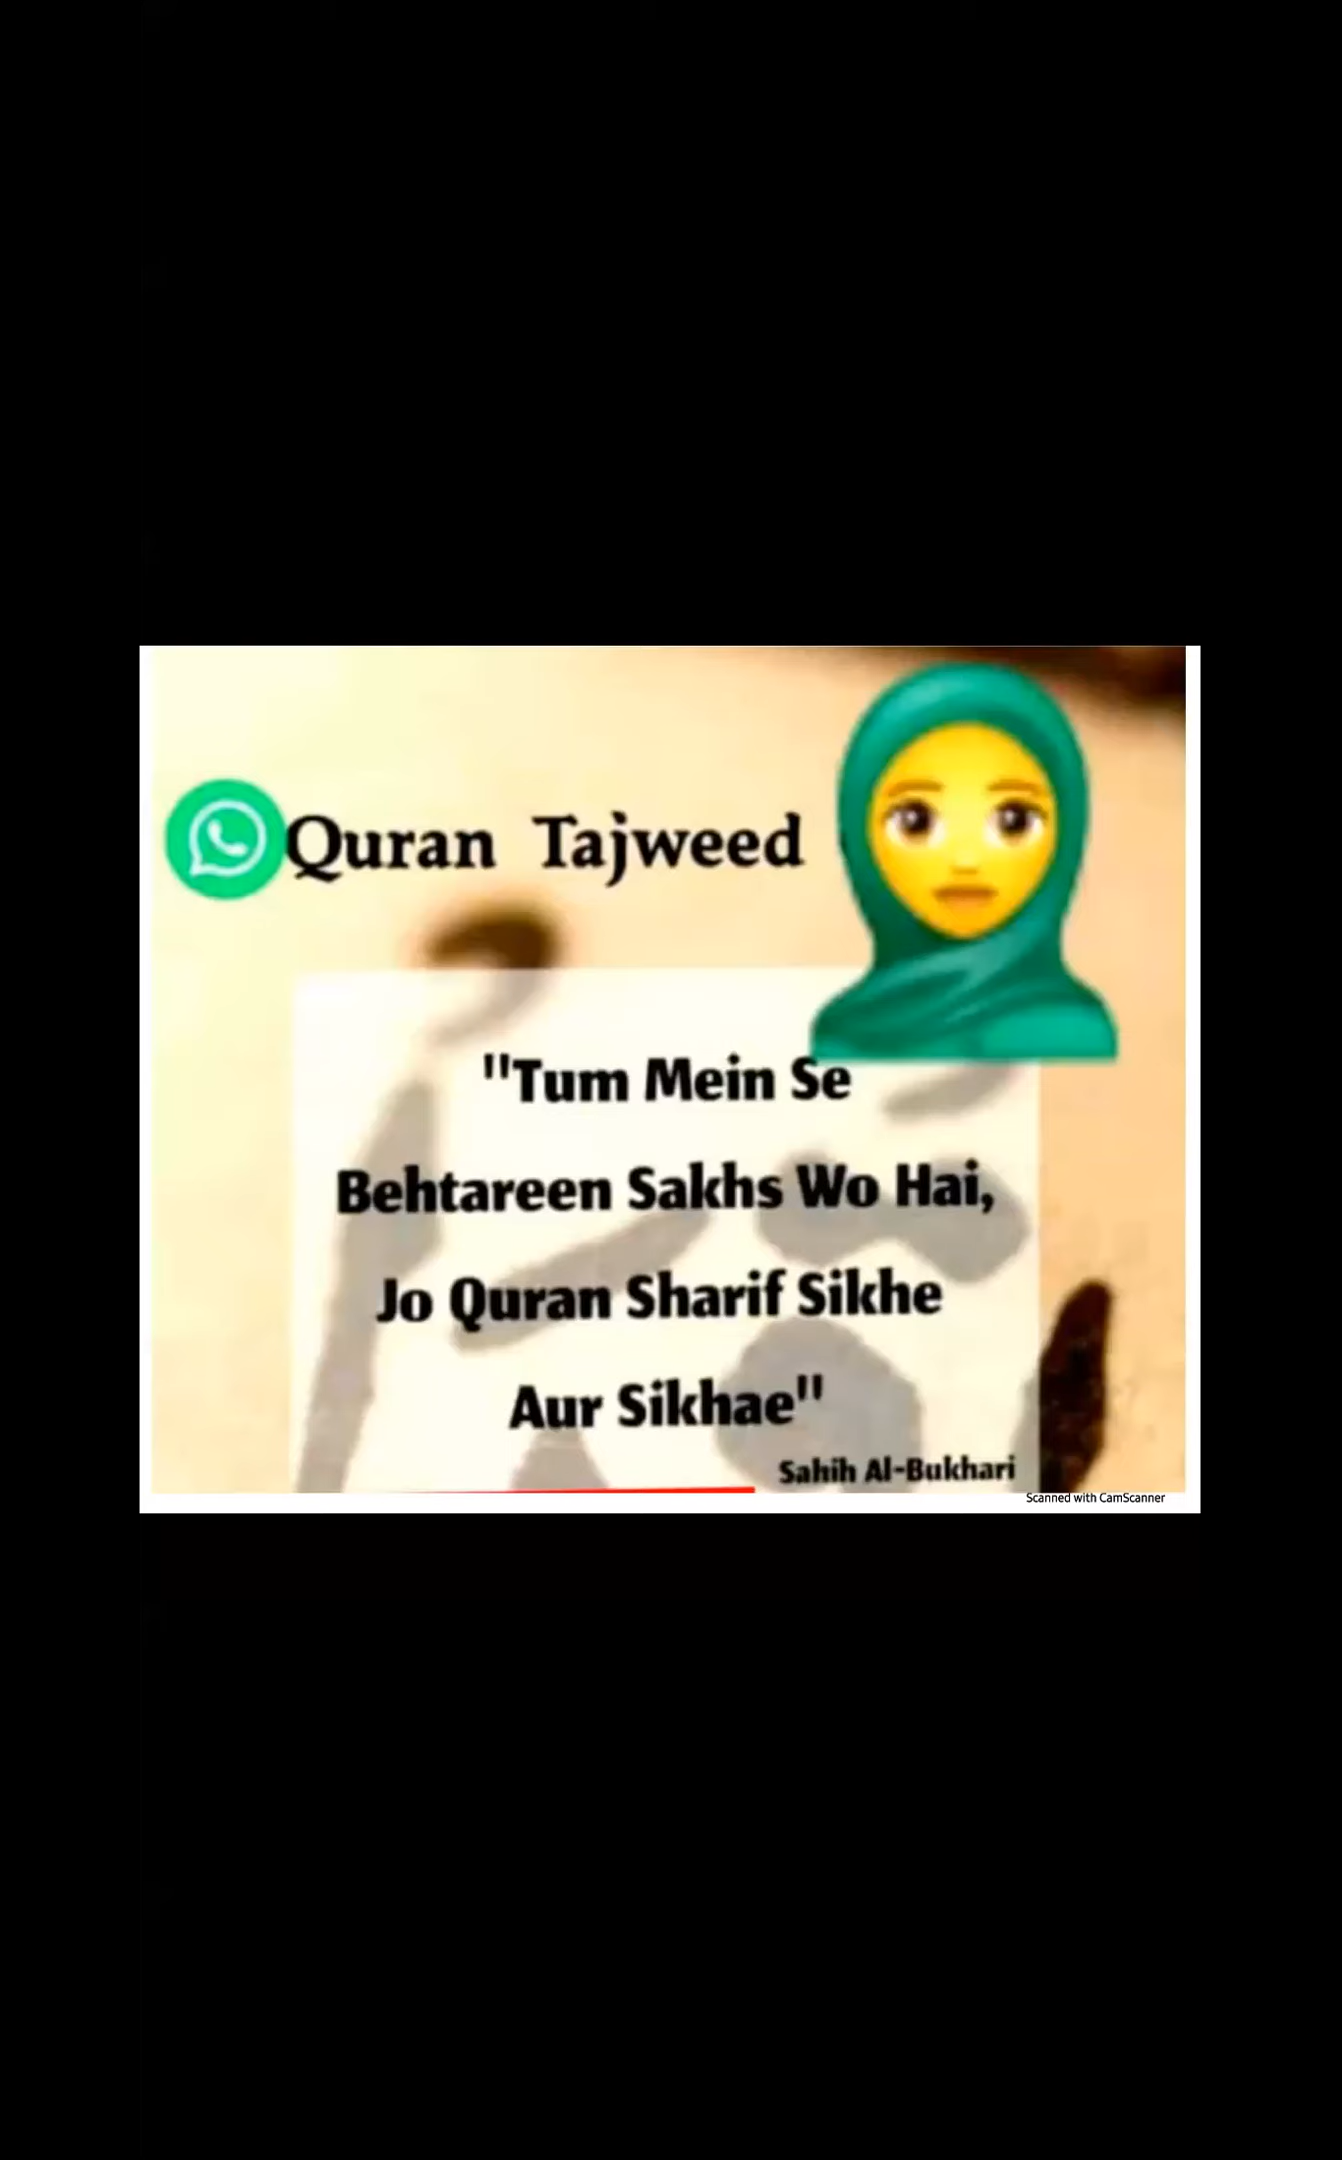 Quran Tajweed
"Tum Mein Se
Behtareen Sakhs Wo Hai,
Jo Quran Sharif Sikhe
Aur Sikhae"
Sahih Al-Bukhari
Scanned with CamScanner